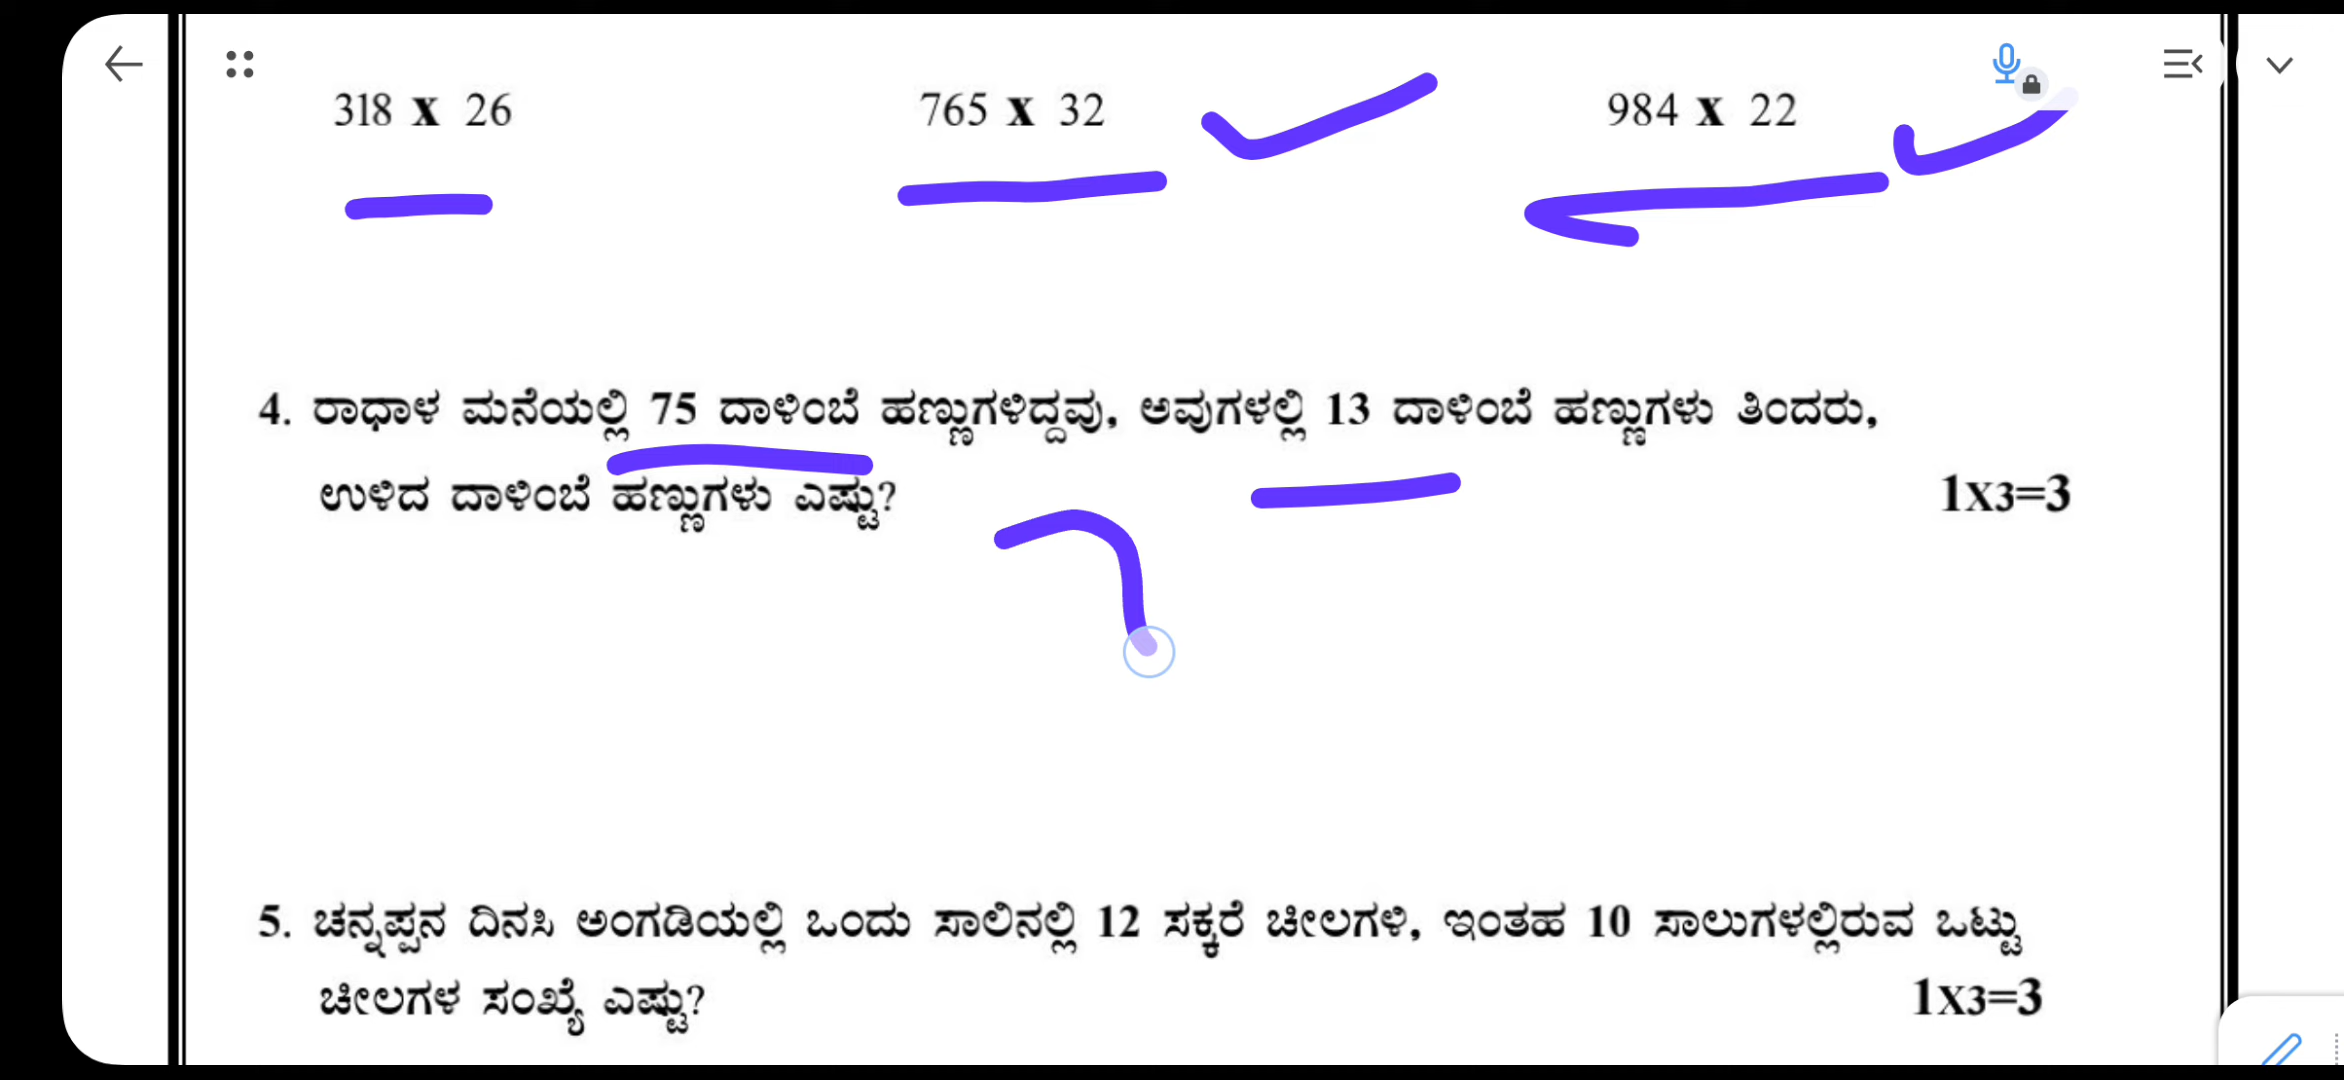 318 x 26 765 x 32 984 x 22
4. ರಾಧಾಳ ಮನೆಯಲ್ಲಿ 75 ದಾಳಿಂಬೆ ಹಣ್ಣುಗಳಿದ್ದವು, ಅವುಗಳಲ್ಲಿ 13 ದಾಳಿಂಬೆ ಹಣ್ಣುಗಳು ತಿಂದರು,
ಉಳಿದ ದಾಳಿಂಬೆ ಹಣ್ಣುಗಳು ಎಷ್ಟು? 1x3=3
5. ಚನ್ನಪ್ಪನ ದಿನಸಿ ಅಂಗಡಿಯಲ್ಲಿ ಒಂದು ಸಾಲಿನಲ್ಲಿ 12 ಸಕ್ಕರೆ ಚೀಲಗಳಿ, ಇಂತಹ 10 ಸಾಲುಗಳಲ್ಲಿರುವ ಒಟ್ಟು
ಚೀಲಗಳ ಸಂಖ್ಯೆ ಎಷ್ಟು? 1x3=3